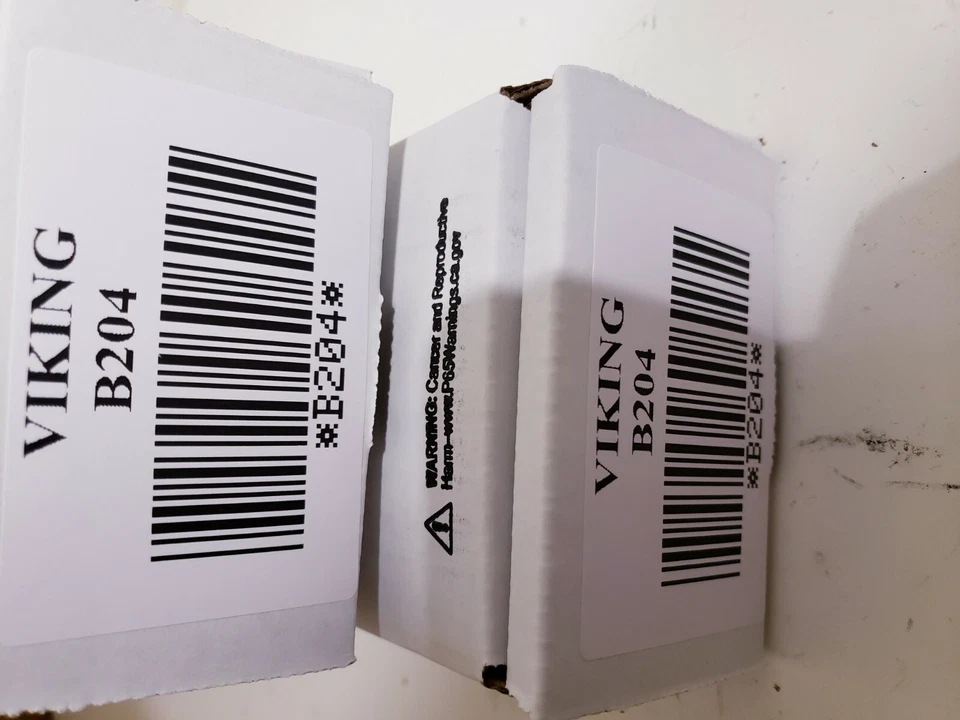 VIKING
B204
*B204*
WARNING: Cancer and Reproductive
Harm-www.P65Warnings.ca.gov
VIKING
B204
*B204*